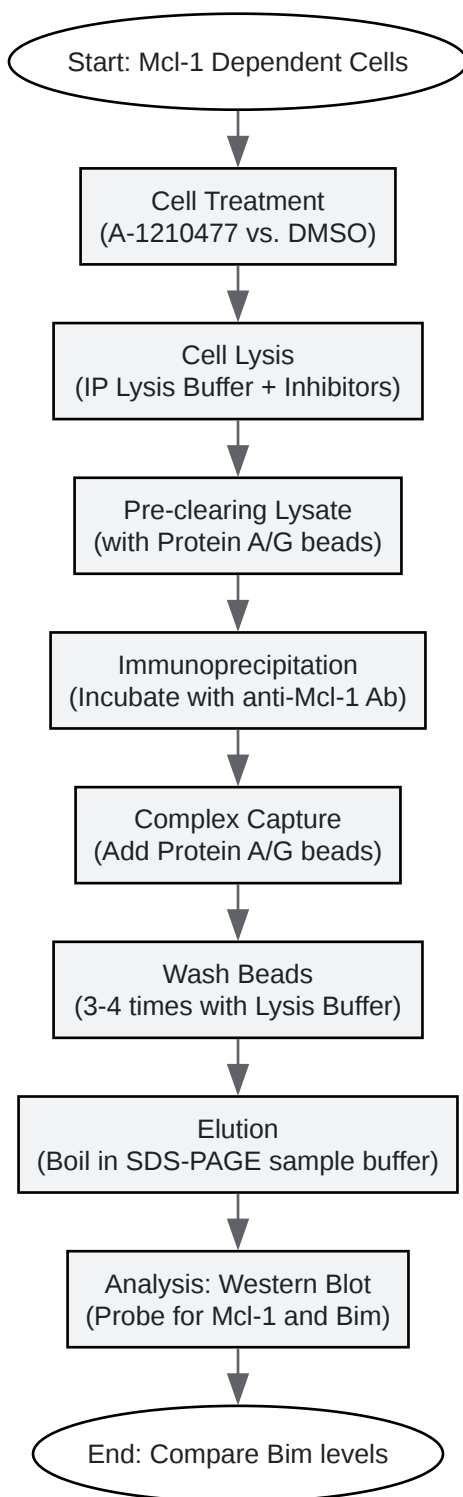 Start: Mcl-1 Dependent Cells
Cell Treatment
(A-1210477 vs. DMSO)
Cell Lysis
(IP Lysis Buffer + Inhibitors)
Pre-clearing Lysate
(with Protein A/G beads)
Immunoprecipitation
(Incubate with anti-Mcl-1 Ab)
Complex Capture
(Add Protein A/G beads)
Wash Beads
(3-4 times with Lysis Buffer)
Elution
(Boil in SDS-PAGE sample buffer)
Analysis: Western Blot
(Probe for Mcl-1 and Bim)
End: Compare Bim levels